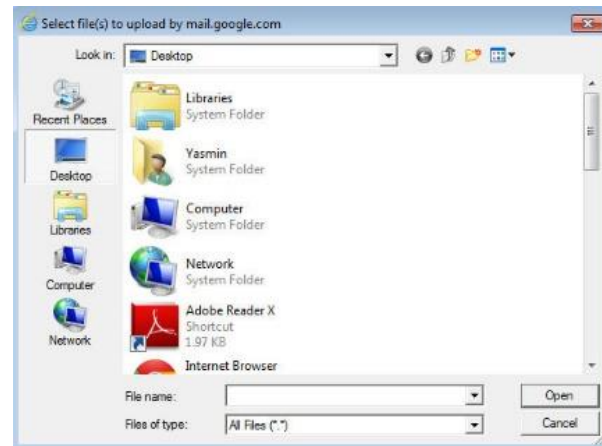 Select file(s) to upload by mail.google.com
Look in:
Desktop
Recent Places
Desktop
Libraries
Computer
Network
Libraries
System Folder
Yasmin
System Folder
Computer
System Folder
Network
System Folder
Adobe Reader X
Shortcut
1.97 KB
Internet Browser
File name:
Open
Files of type:
All Files (*.*)
Cancel